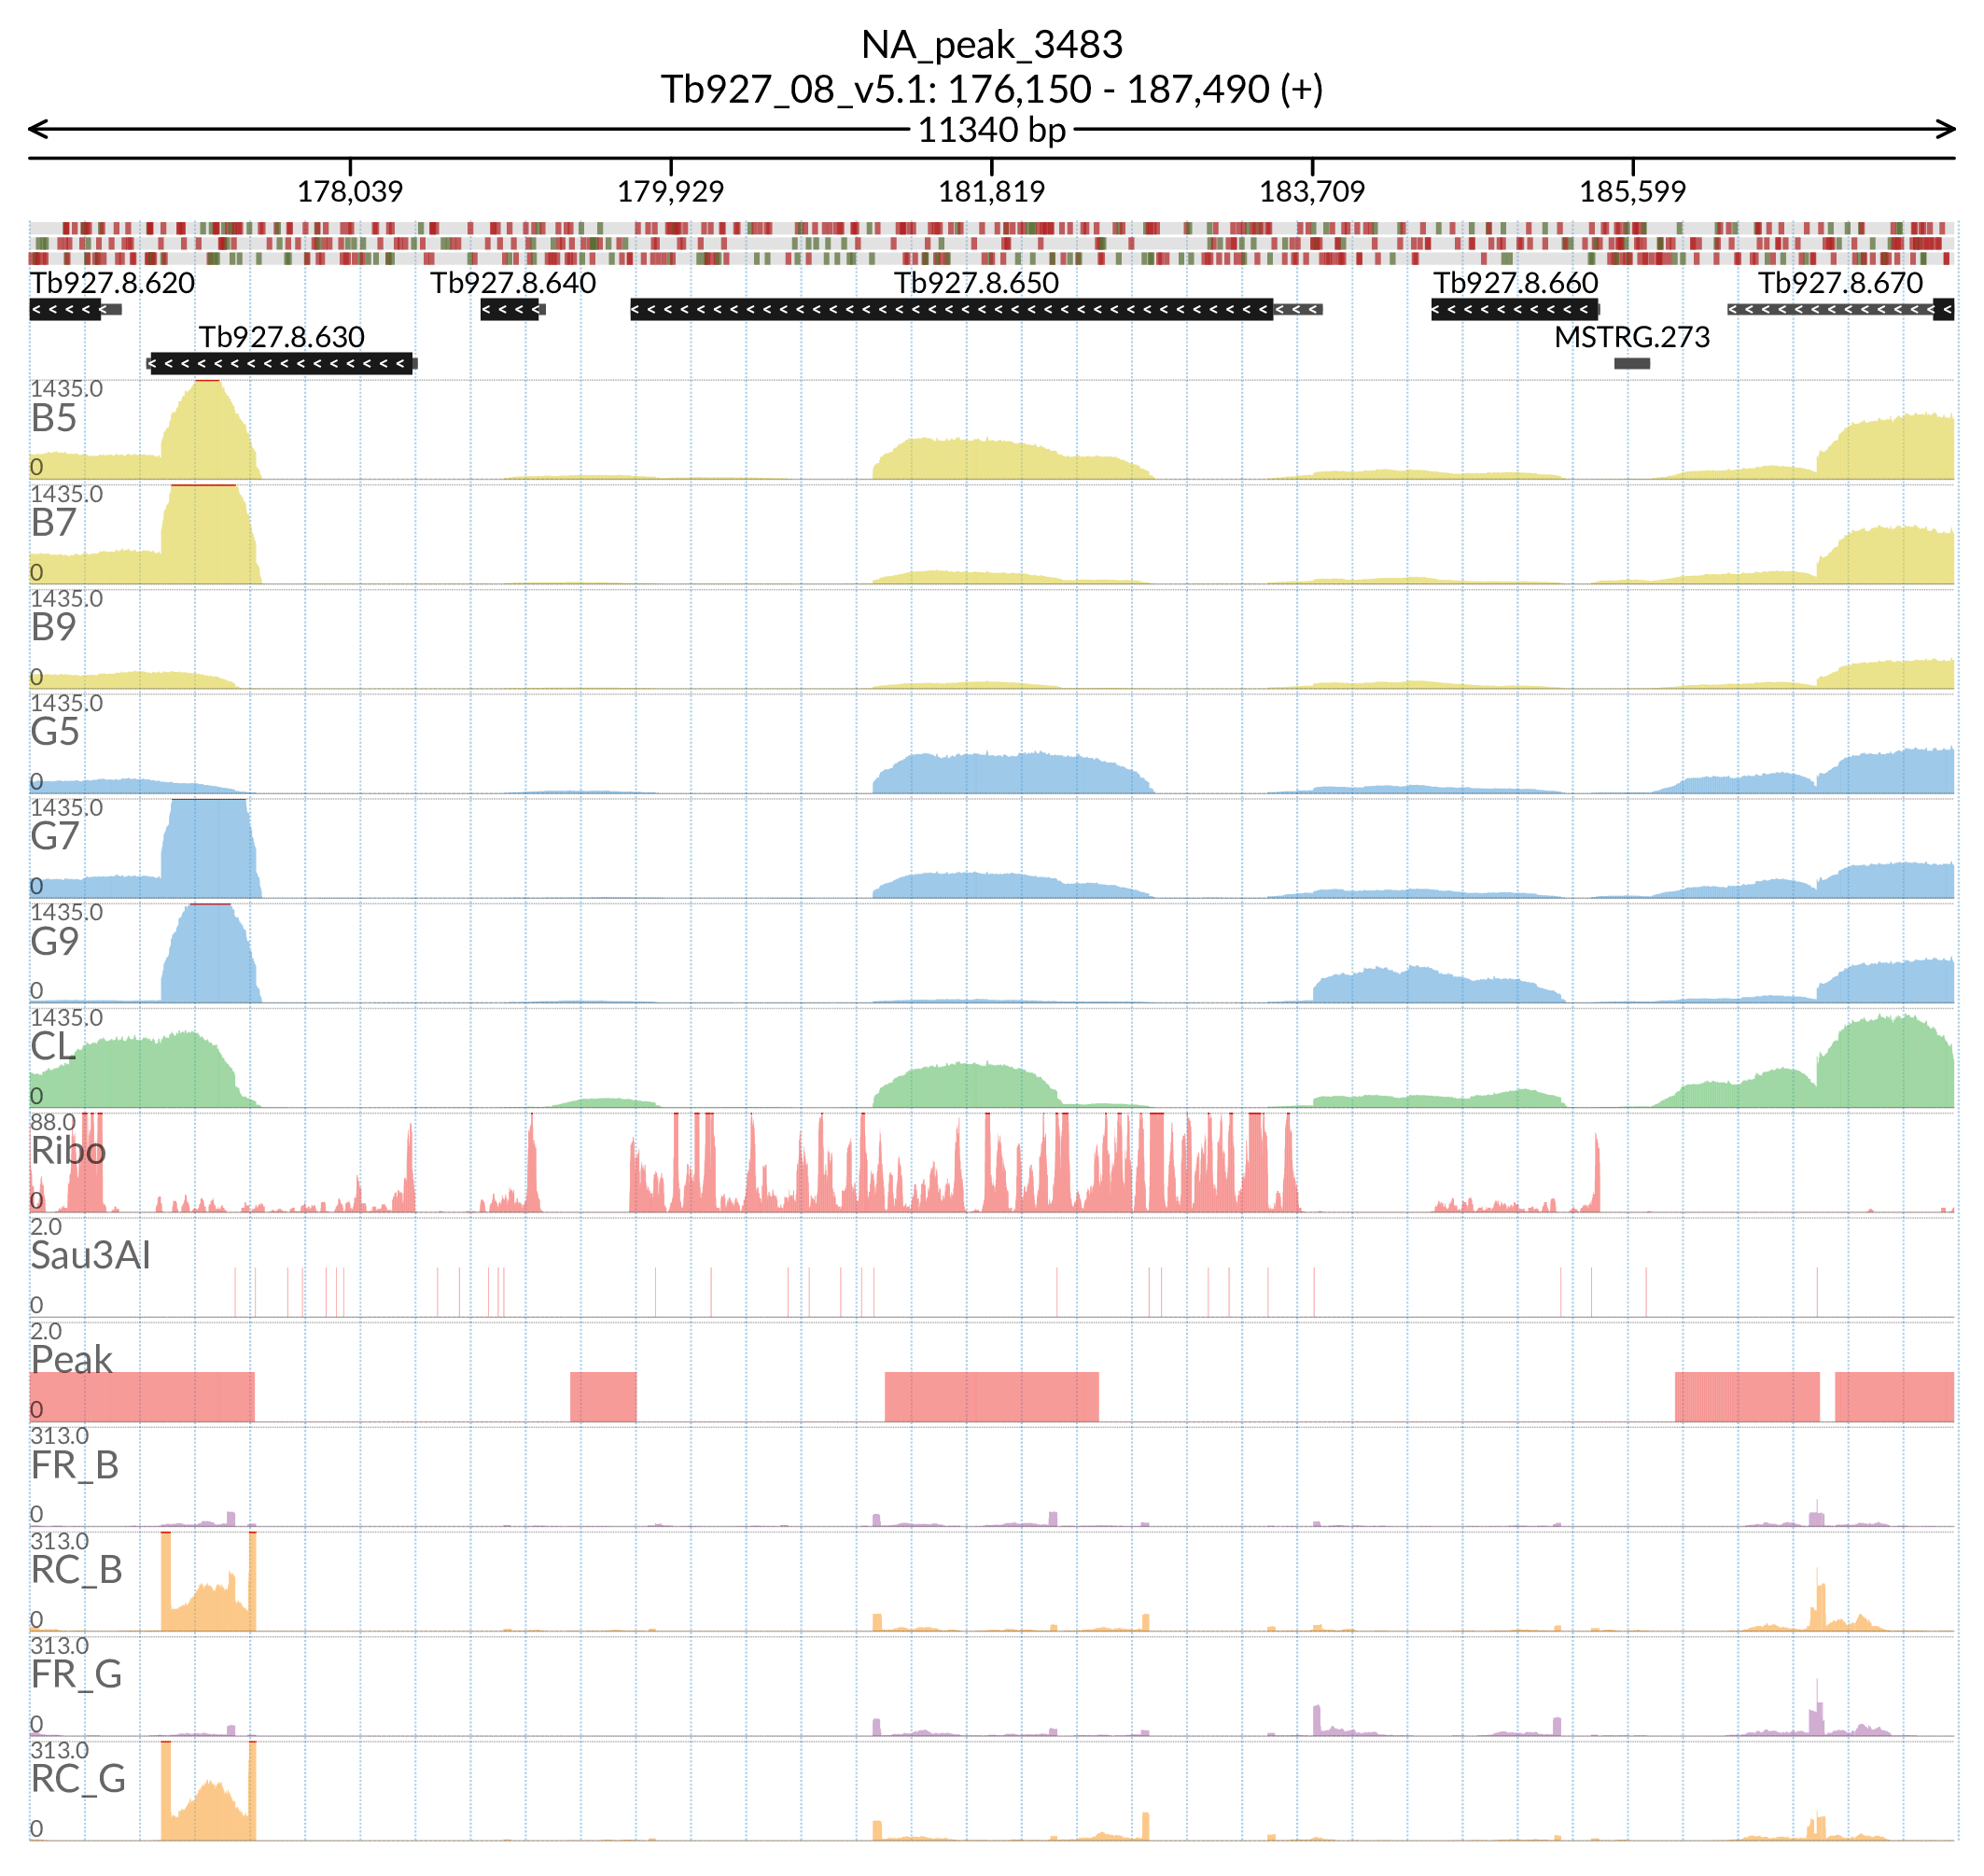 NA_peak_3483
Tb927_08_v5.1: 176,150 - 187,490 (+)
11340 bp
178,039 179,929 181,819 183,709 185,599
Tb927.8.620 Tb927.8.640 Tb927.8.650 Tb927.8.660 Tb927.8.670
Tb927.8.630 MSTRG.273
1435.0
B5
0
1435.0
B7
0
1435.0
B9
0
1435.0
G5
0
1435.0
G7
0
1435.0
G9
0
1435.0
CL
0
88.0
Ribo
0
2.0
Sau3AI
0
2.0
Peak
0
313.0
FR_B
0
313.0
RC_B
0
313.0
FR_G
0
313.0
RC_G
0